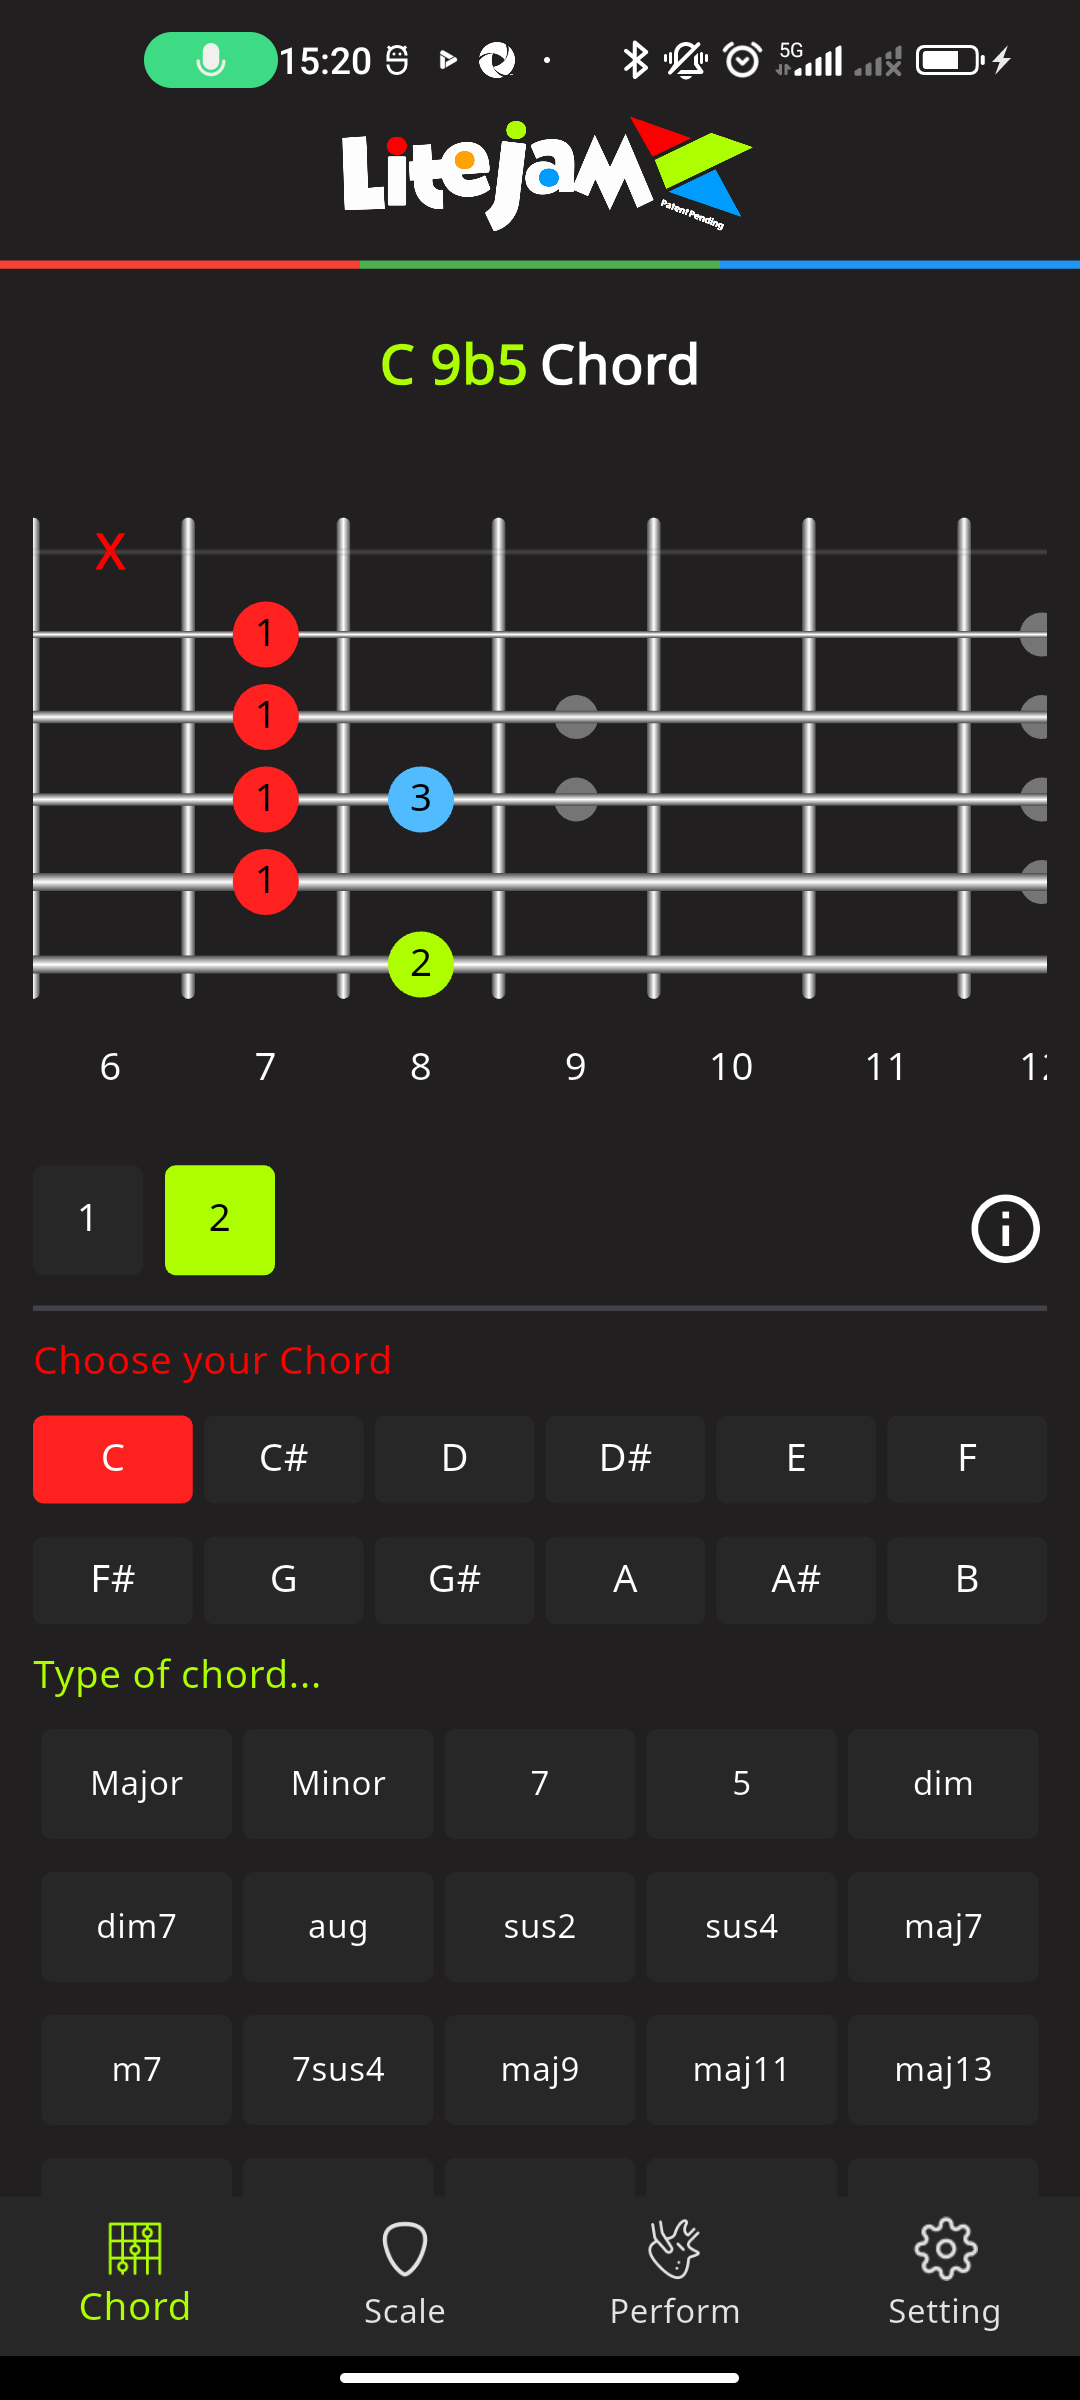 15:20
5G
Litejam
Patent Pending
C 9b5 Chord
X
1
1
1 3
1
2
6 7 8 9 10 11
1 2
Choose your Chord
C C# D D# E F
F# G G# A A# B
Type of chord...
Major Minor 7 5 dim
dim7 aug sus2 sus4 maj7
m7 7sus4 maj9 maj11 maj13
Chord Scale Perform Setting